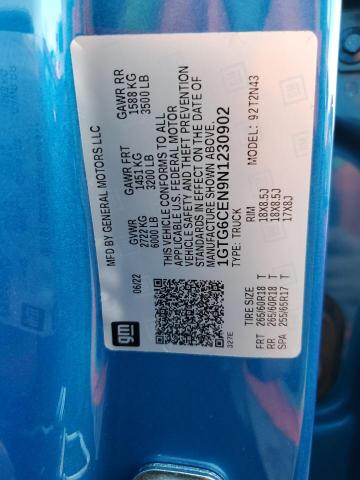 gm
MFD BY GENERAL MOTORS LLC
06/22
GVWR
2722 KG
6000 LB
GAWR FRT
1451 KG
3200 LB
GAWR RR
1588 KG
3500 LB
THIS VEHICLE CONFORMS TO ALL
APPLICABLE U.S. FEDERAL MOTOR
VEHICLE SAFETY AND THEFT PREVENTION
STANDARDS IN EFFECT ON THE DATE OF
MANUFACTURE SHOWN ABOVE.
1GTG6CEN9N1230902
TYPE: TRUCK
MODEL: 92T2N43
327E
TIRE SIZE RIM
FRT 265/60R18 T 18X8.5J
RR 265/60R18 T 18X8.5J
SPA 255/65R17 T 17X8J